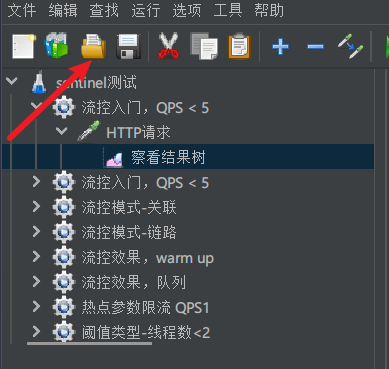 文件 编辑 查找 运行 选项 工具 帮助
sentinel测试
流控入门，QPS < 5
HTTP请求
察看结果树
流控入门，QPS < 5
流控模式-关联
流控模式-链路
流控效果，warm up
流控效果，队列
热点参数限流 QPS1
阈值类型-线程数<2